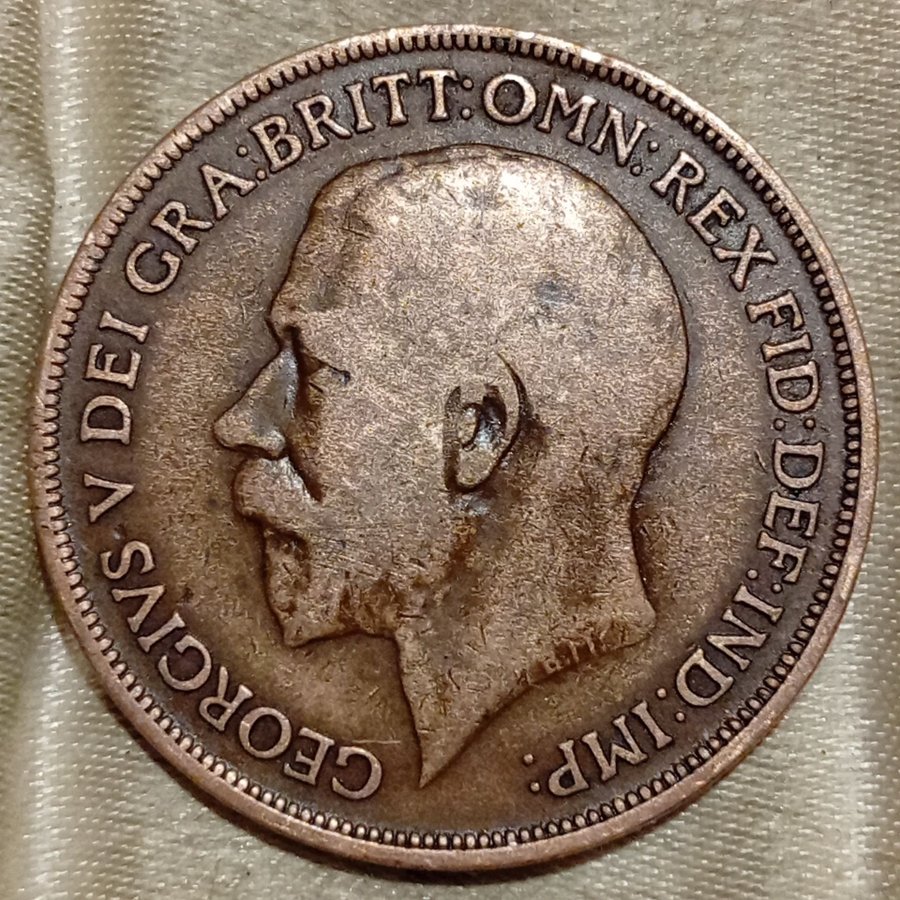 GEORGIVS V DEI GRA: BRITT: OMN: REX FID: DEF: IND: IMP: